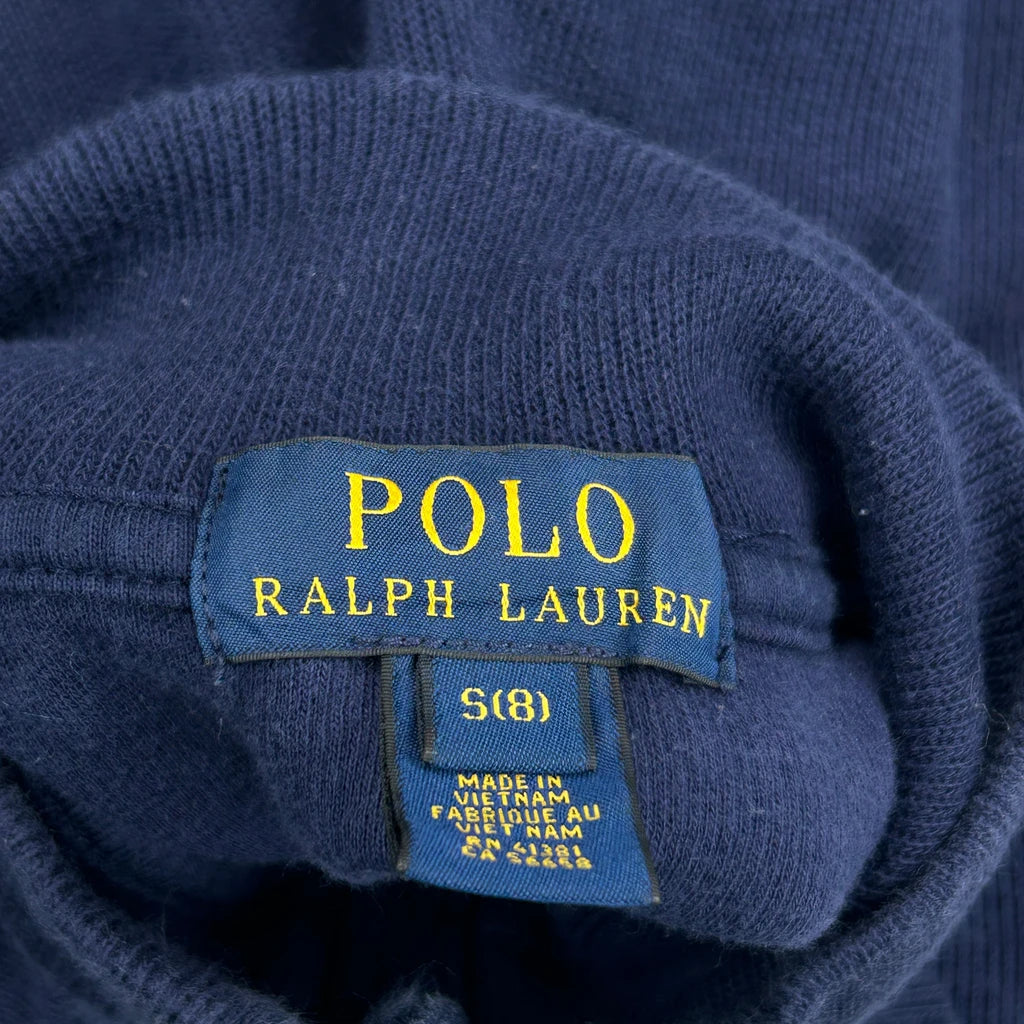 POLO
RALPH LAUREN
S(8)
MADE IN
VIETNAM
FABRIQUE AU
VIET NAM
RN 41381
CA 56658